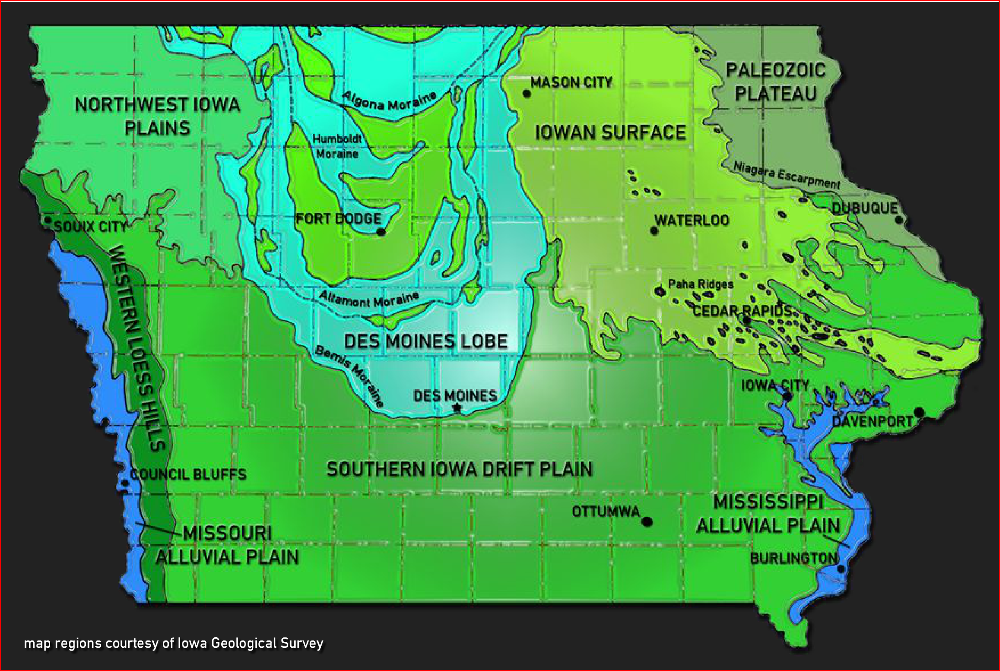 PALEOZOIC
PLATEAU
MASON CITY
Algona Moraine
NORTHWEST IOWA
PLAINS
IOWAN SURFACE
Humboldt
Moraine
Niagara Escarpment
DUBUQUE
FORT DODGE
WATERLOO
SOUIX CITY
WESTERN LOESS HILLS
Paha Ridges
Altamont Moraine
CEDAR RAPIDS
DES MOINES LOBE
Bemis Moraine
IOWA CITY
DES MOINES
DAVENPORT
SOUTHERN IOWA DRIFT PLAIN
COUNCIL BLUFFS
MISSISSIPPI
ALLUVIAL PLAIN
OTTUMWA
MISSOURI
ALLUVIAL PLAIN
BURLINGTON
map regions courtesy of Iowa Geological Survey